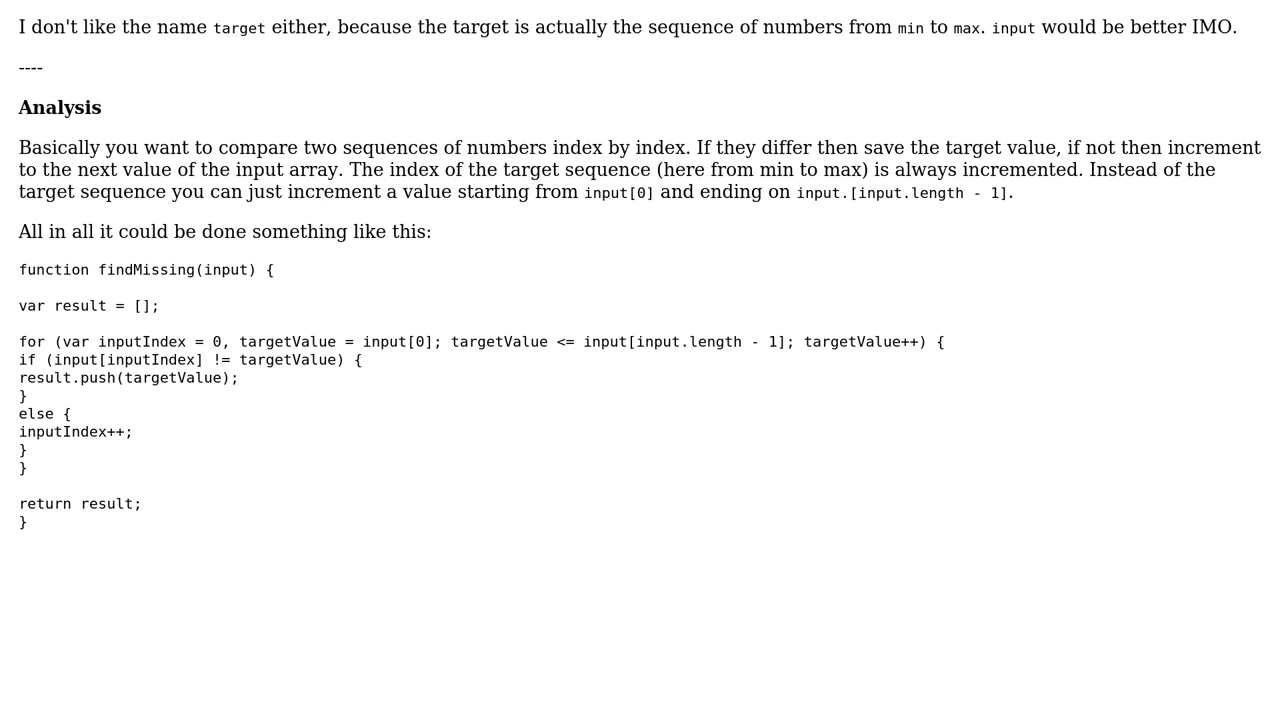 I don't like the name target either, because the target is actually the sequence of numbers from min to max. input would be better IMO.
----
Analysis
Basically you want to compare two sequences of numbers index by index. If they differ then save the target value, if not then increment
to the next value of the input array. The index of the target sequence (here from min to max) is always incremented. Instead of the
target sequence you can just increment a value starting from input[0] and ending on input.[input.length - 1].
All in all it could be done something like this:
function findMissing(input) {
var result = [];
for (var inputIndex = 0, targetValue = input[0]; targetValue <= input[input.length - 1]; targetValue++) {
if (input[inputIndex] != targetValue) {
result.push(targetValue);
}
else {
inputIndex++;
}
}
return result;
}